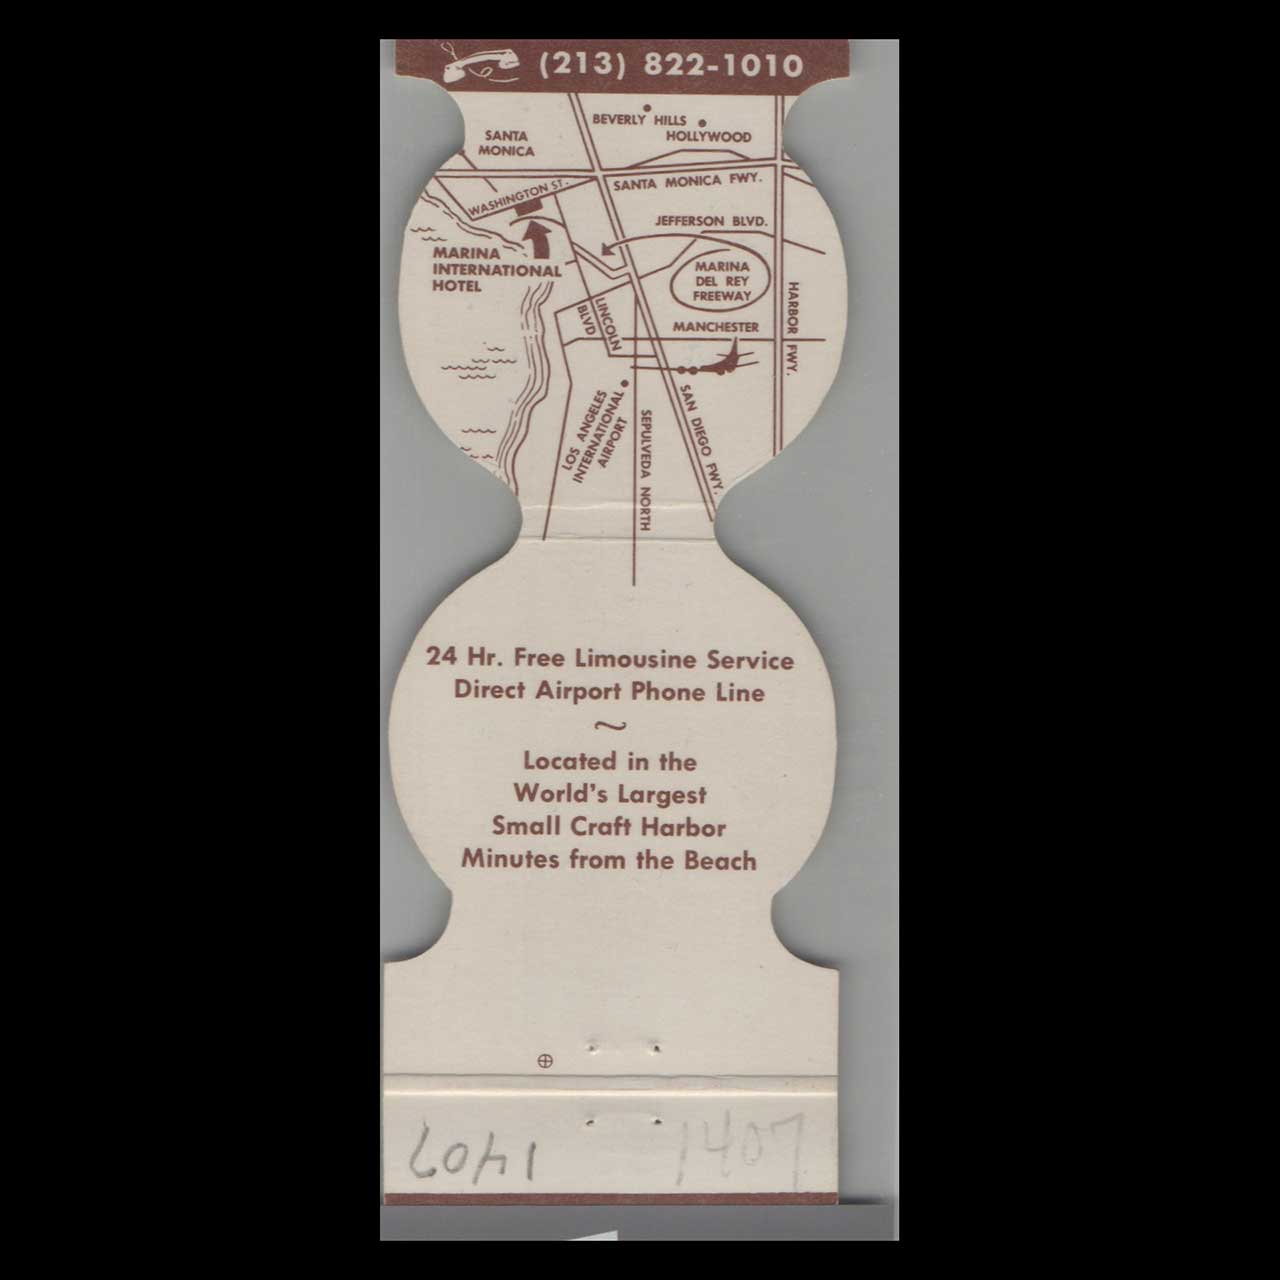 (213) 822-1010
BEVERLY HILLS
HOLLYWOOD
SANTA
MONICA
SANTA MONICA FWY.
WASHINGTON ST.
JEFFERSON BLVD.
MARINA
INTERNATIONAL
HOTEL
MARINA
DEL REY
FREEWAY
HARBOR FWY.
LINCOLN
BLVD
MANCHESTER
LOS ANGELES
INTERNATIONAL
AIRPORT
SEPULVEDA NORTH
SAN DIEGO FWY.
24 Hr. Free Limousine Service
Direct Airport Phone Line
~
Located in the
World's Largest
Small Craft Harbor
Minutes from the Beach
1407
1407